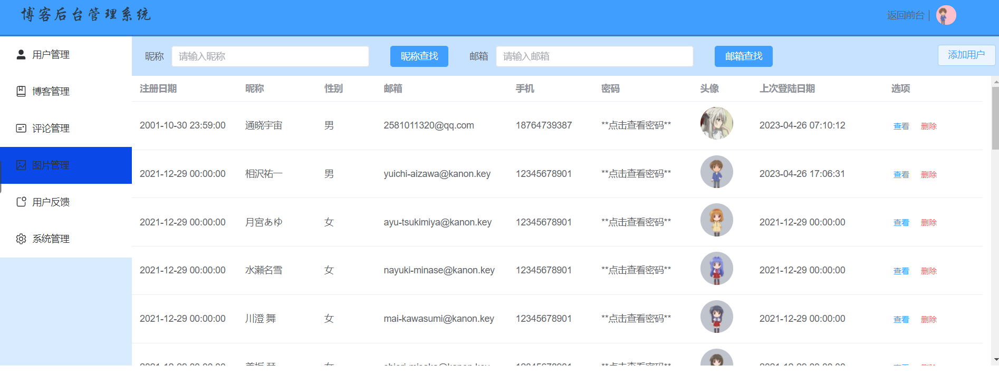 博客后台管理系统
返回前台
用户管理
博客管理
评论管理
图片管理
用户反馈
系统管理
昵称 请输入昵称 昵称查找 邮箱 请输入邮箱 邮箱查找 添加用户
注册日期 昵称 性别 邮箱 手机 密码 头像 上次登陆日期 选项
2001-10-30 23:59:00 通晓宇宙 男 2581011320@qq.com 18764739387 **点击查看密码** 2023-04-26 07:10:12 查看 删除
2021-12-29 00:00:00 相沢祐一 男 yuichi-aizawa@kanon.key 12345678901 **点击查看密码** 2023-04-26 17:06:31 查看 删除
2021-12-29 00:00:00 月宫あゆ 女 ayu-tsukimiya@kanon.key 12345678901 **点击查看密码** 2021-12-29 00:00:00 查看 删除
2021-12-29 00:00:00 水瀬名雪 女 nayuki-minase@kanon.key 12345678901 **点击查看密码** 2021-12-29 00:00:00 查看 删除
2021-12-29 00:00:00 川澄 舞 女 mai-kawasumi@kanon.key 12345678901 **点击查看密码** 2021-12-29 00:00:00 查看 删除